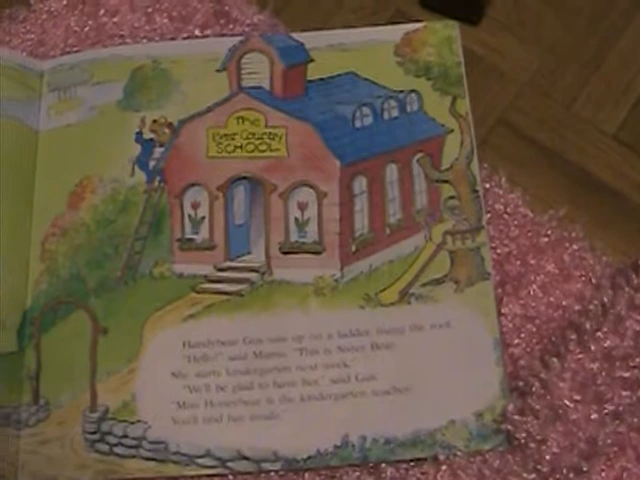 The
Bear Country
SCHOOL
Handybear Gus was up on a ladder, fixing the roof.
"Hello!" said Mama. "This is Sister Bear.
She starts kindergarten next week."
"We'll be glad to have her," said Gus.
"Miss Honeybear is the kindergarten teacher.
You'll find her inside."